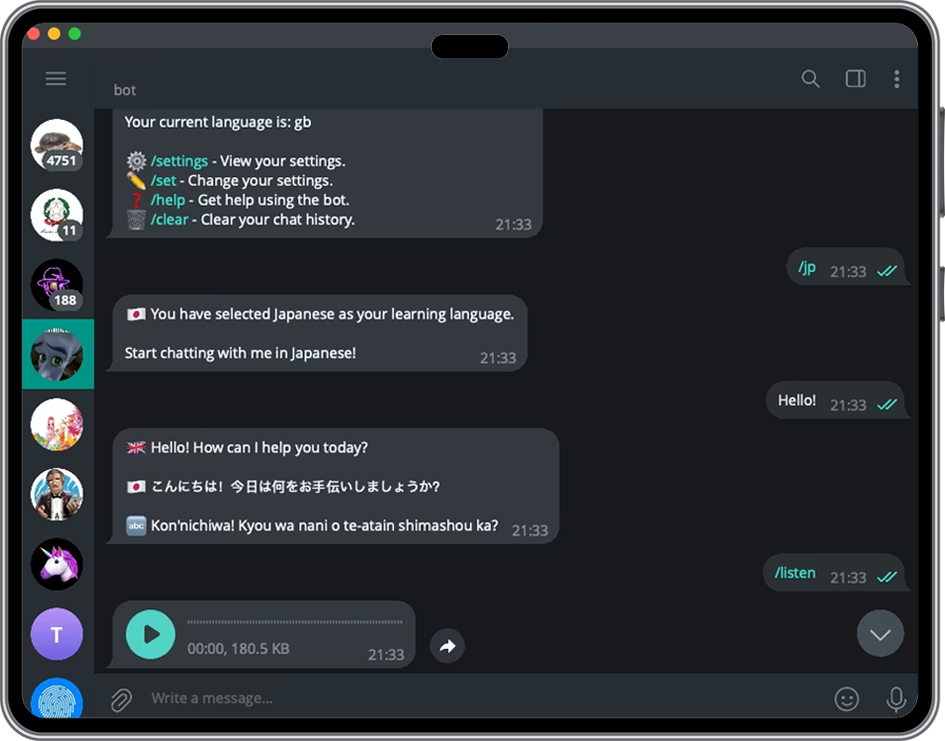 bot
Your current language is: gb
/settings - View your settings.
/set - Change your settings.
/help - Get help using the bot.
/clear - Clear your chat history.
21:33
/jp 21:33
You have selected Japanese as your learning language.
Start chatting with me in Japanese!
21:33
Hello! 21:33
Hello! How can I help you today?
こんにちは！今日は何をお手伝いしましょうか?
abc Kon'nichiwa! Kyou wa nani o te-atain shimashou ka?
21:33
/listen 21:33
00:00, 180.5 KB
21:33
Write a message...
4751
11
188
T